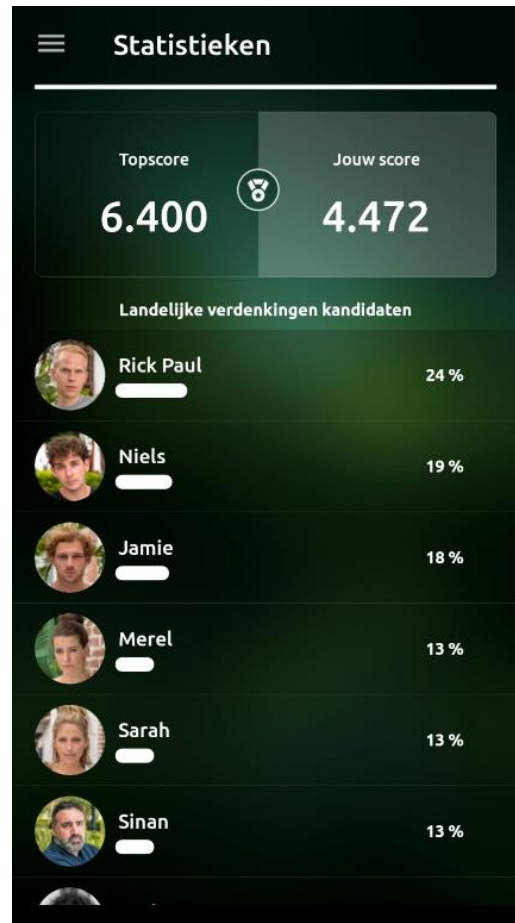 Statistieken
Topscore
Jouw score
6.400
4.472
Landelijke verdenkingen kandidaten
Rick Paul
24 %
Niels
19 %
Jamie
18 %
Merel
13 %
Sarah
13 %
Sinan
13 %